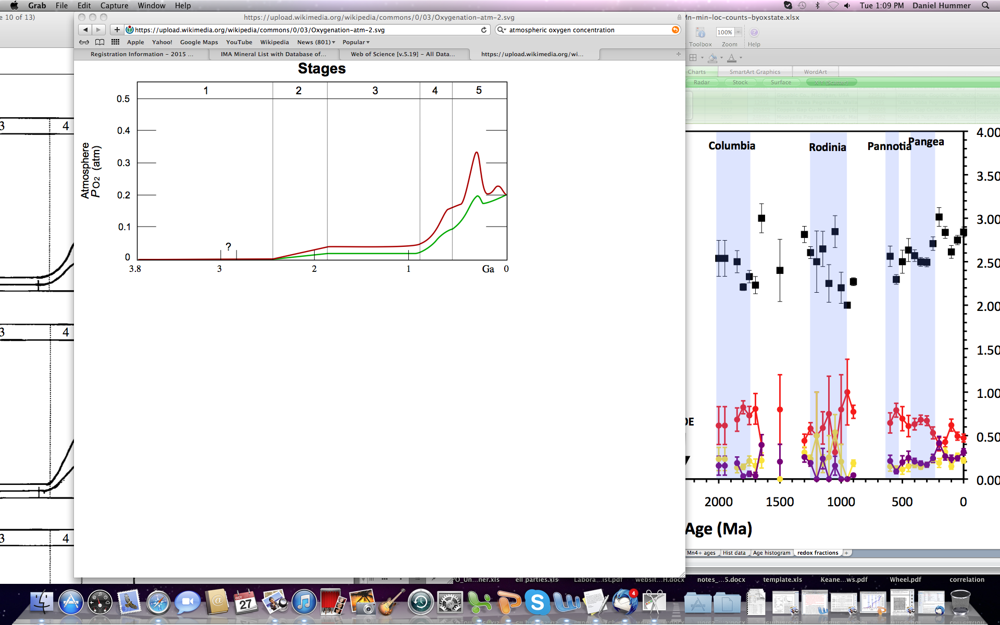 Grab File Edit Capture Window Help
Tue 1:09 PM Daniel Hummer
e 10 of 13)
https://upload.wikimedia.org/wikipedia/commons/0/03/Oxygenation-atm-2.svg
Mn-min-loc-counts-byoxstate.xlsx
https://upload.wikimedia.org/wikipedia/commons/0/03/Oxygenation-atm-2.svg
atmospheric oxygen concentration
100%
Apple Yahoo! Google Maps YouTube Wikipedia News (801) Popular
Toolbox Zoom Help
Registration Information – 2015 ...
IMA Mineral List with Database of...
Web of Science [v.5.19] – All Data...
https://upload.wikimedia.org/wi...
Charts SmartArt Graphics WordArt
Radar Stock Surface X Y (Scatter)
Stages
1 2 3 4 5
0.5
0.4
0.3
0.2
0.1
0
Atmosphere
PO2 (atm)
?
3.8 3 2 1 Ga 0
3 4
3 4
3 4
Columbia Rodinia Pannotia Pangea
4.00
3.50
3.00
2.50
2.00
1.50
1.00
0.50
0.00
DE
2000 1500 1000 500 0
Age (Ma)
Mn4+ ages Hist data Age histogram redox fractions
PO_Un...ner.xls ell parties.xls Labora...ist.pdf websit...H.docx notes_...5.docx template.xls Keane...ws.pdf Wheel.pdf correlation
OCT
27
4